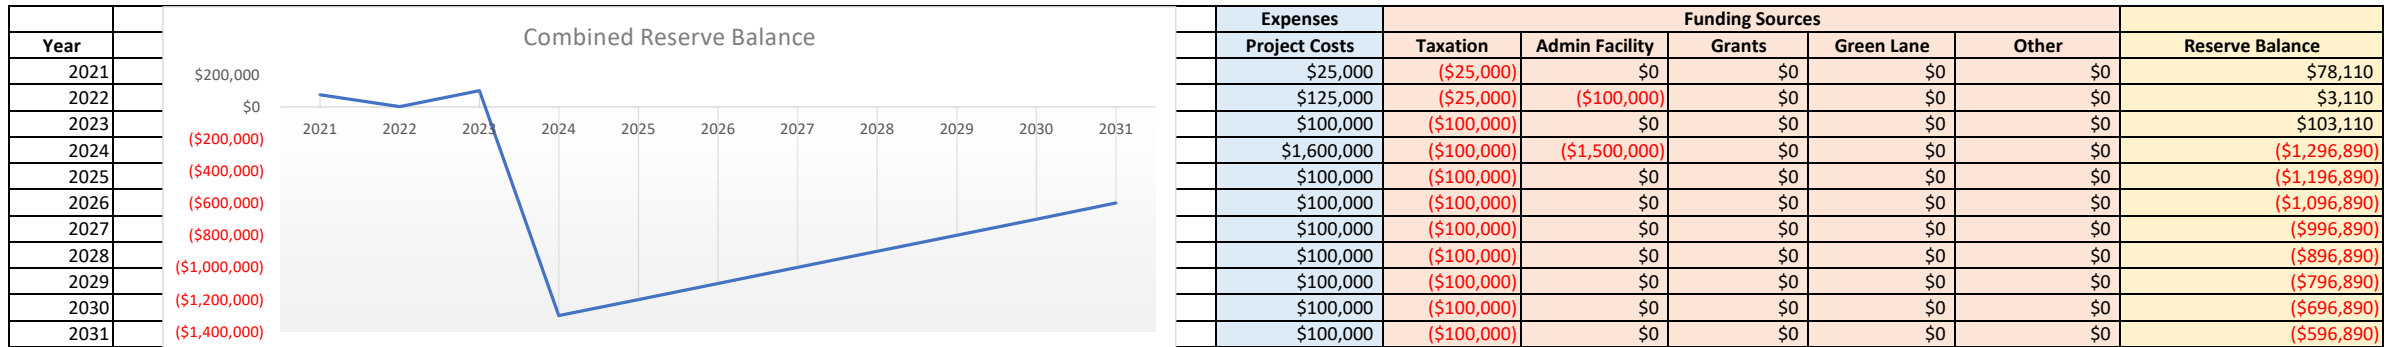 Expenses Funding Sources
Year Project Costs Taxation Admin Facility Grants Green Lane Other Reserve Balance
2021 $25,000 ($25,000) $0 $0 $0 $0 $78,110
2022 $125,000 ($25,000) ($100,000) $0 $0 $0 $3,110
2023 $100,000 ($100,000) $0 $0 $0 $0 $103,110
2024 $1,600,000 ($100,000) ($1,500,000) $0 $0 $0 ($1,296,890)
2025 $100,000 ($100,000) $0 $0 $0 $0 ($1,196,890)
2026 $100,000 ($100,000) $0 $0 $0 $0 ($1,096,890)
2027 $100,000 ($100,000) $0 $0 $0 $0 ($996,890)
2028 $100,000 ($100,000) $0 $0 $0 $0 ($896,890)
2029 $100,000 ($100,000) $0 $0 $0 $0 ($796,890)
2030 $100,000 ($100,000) $0 $0 $0 $0 ($696,890)
2031 $100,000 ($100,000) $0 $0 $0 $0 ($596,890)
Combined Reserve Balance
$200,000
$0
($200,000)
($400,000)
($600,000)
($800,000)
($1,000,000)
($1,200,000)
($1,400,000)
2021 2022 2023 2024 2025 2026 2027 2028 2029 2030 2031